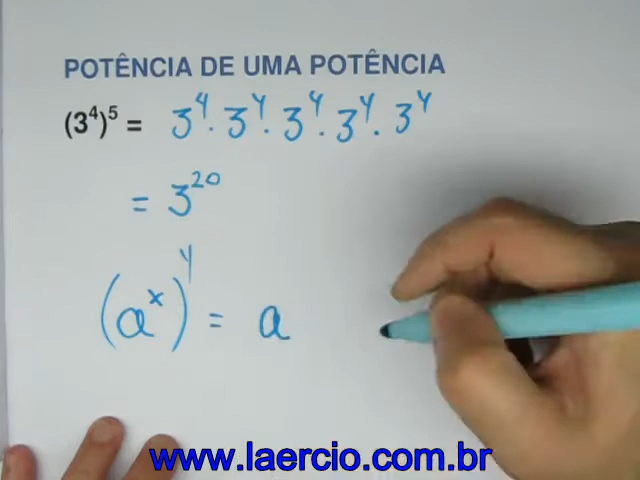 POTÊNCIA DE UMA POTÊNCIA
(3⁴)⁵ = 3⁴ · 3⁴ · 3⁴ · 3⁴ · 3⁴
= 3²⁰
(aˣ)ʸ = a
www.laercio.com.br